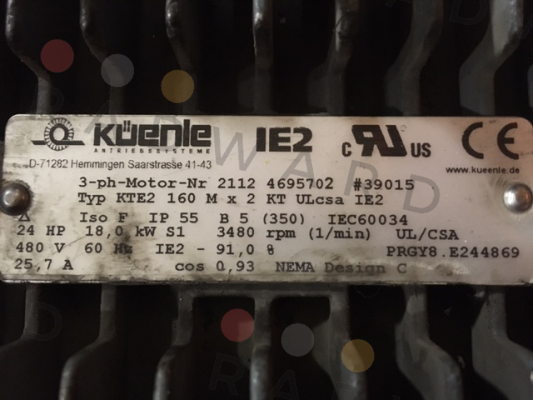 KÜENLE IE2 c RU US CE
ANTRIEBSSYSTEME
D-71282 Hemmingen Saarstrasse 41-43 www.kueenle.de
3-ph-Motor-Nr 2112 4695702 #39015
Typ KTE2 160 M x 2 KT ULcsa IE2
Δ Iso F IP 55 B 5 (350) IEC60034
24 HP 18,0 kW S1 3480 rpm (1/min) UL/CSA
480 V 60 Hz IE2 - 91,0 % PRGY8.E244869
25,7 A cos 0,93 NEMA Design C